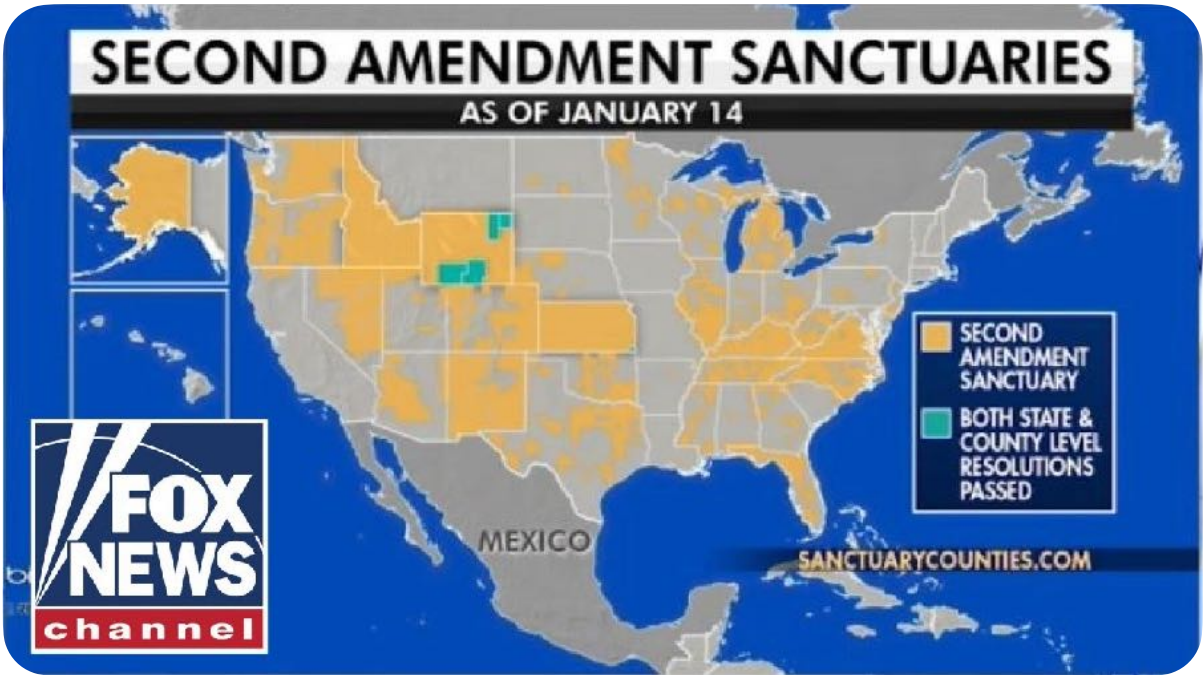 SECOND AMENDMENT SANCTUARIES
AS OF JANUARY 14
SECOND
AMENDMENT
SANCTUARY
BOTH STATE &
COUNTY LEVEL
RESOLUTIONS
PASSED
MEXICO
SANCTUARYCOUNTIES.COM
FOX
NEWS
channel